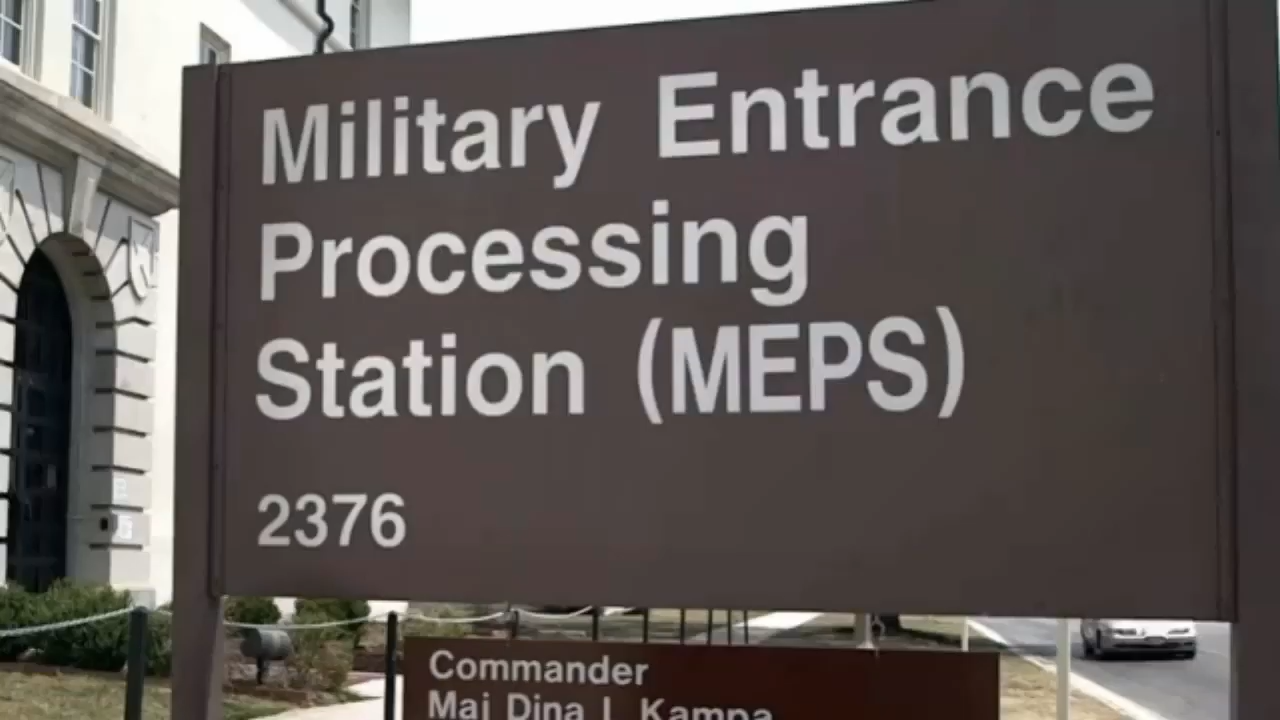 Military Entrance
Processing
Station (MEPS)
2376
Commander
Maj Dina L Kampa